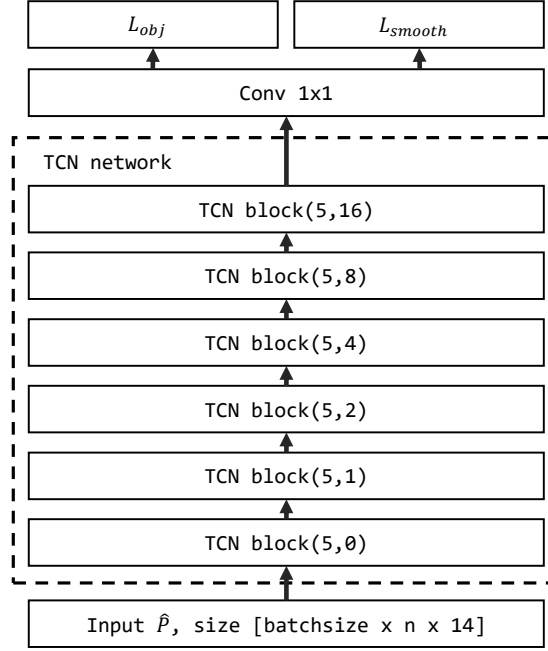 L_obj
L_smooth
Conv 1x1
TCN network
TCN block(5,16)
TCN block(5,8)
TCN block(5,4)
TCN block(5,2)
TCN block(5,1)
TCN block(5,0)
Input P̂, size [batchsize x n x 14]